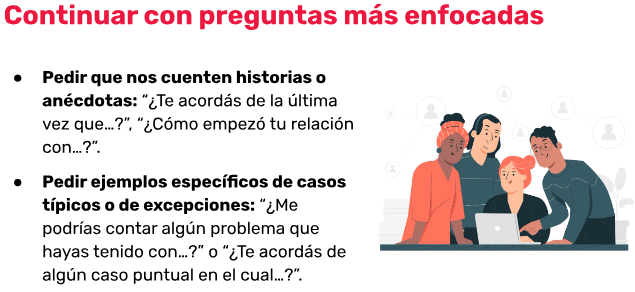 Continuar con preguntas más enfocadas
● Pedir que nos cuenten historias o
anécdotas: “¿Te acordás de la última
vez que…?”, “¿Cómo empezó tu relación
con…?”.
● Pedir ejemplos específicos de casos
típicos o de excepciones: “¿Me
podrías contar algún problema que
hayas tenido con…?” o “¿Te acordás de
algún caso puntual en el cual…?”.